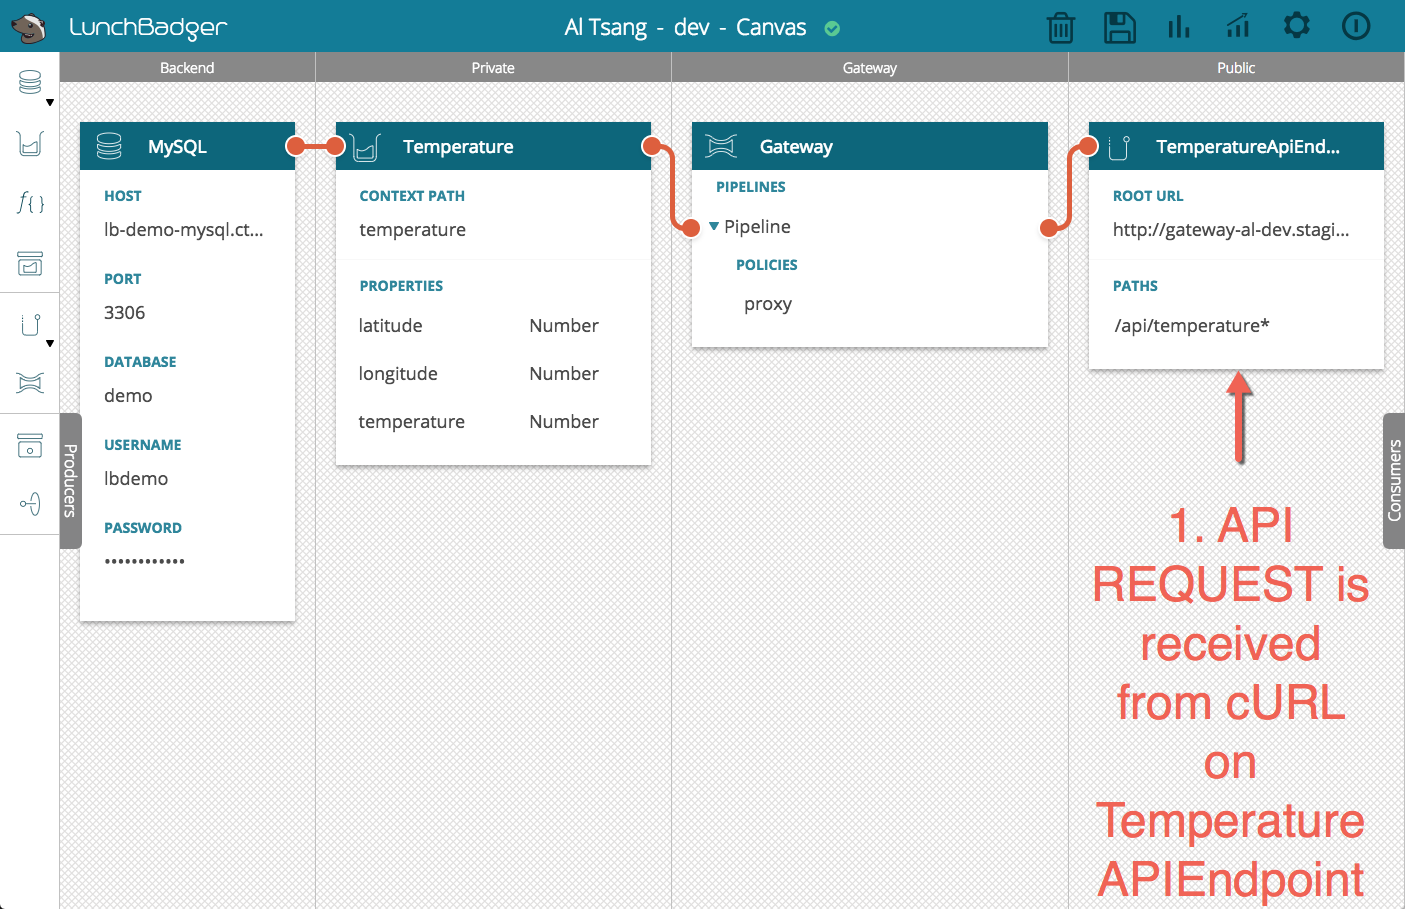 LunchBadger
Al Tsang - dev - Canvas
Backend
Private
Gateway
Public
MySQL
HOST
lb-demo-mysql.ct...
PORT
3306
DATABASE
demo
USERNAME
lbdemo
PASSWORD
••••••••••••
Temperature
CONTEXT PATH
temperature
PROPERTIES
latitude Number
longitude Number
temperature Number
Gateway
PIPELINES
Pipeline
POLICIES
proxy
TemperatureApiEnd...
ROOT URL
http://gateway-al-dev.stagi...
PATHS
/api/temperature*
f{}
Producers
Consumers
1. API
REQUEST is
received
from cURL
on
Temperature
APIEndpoint